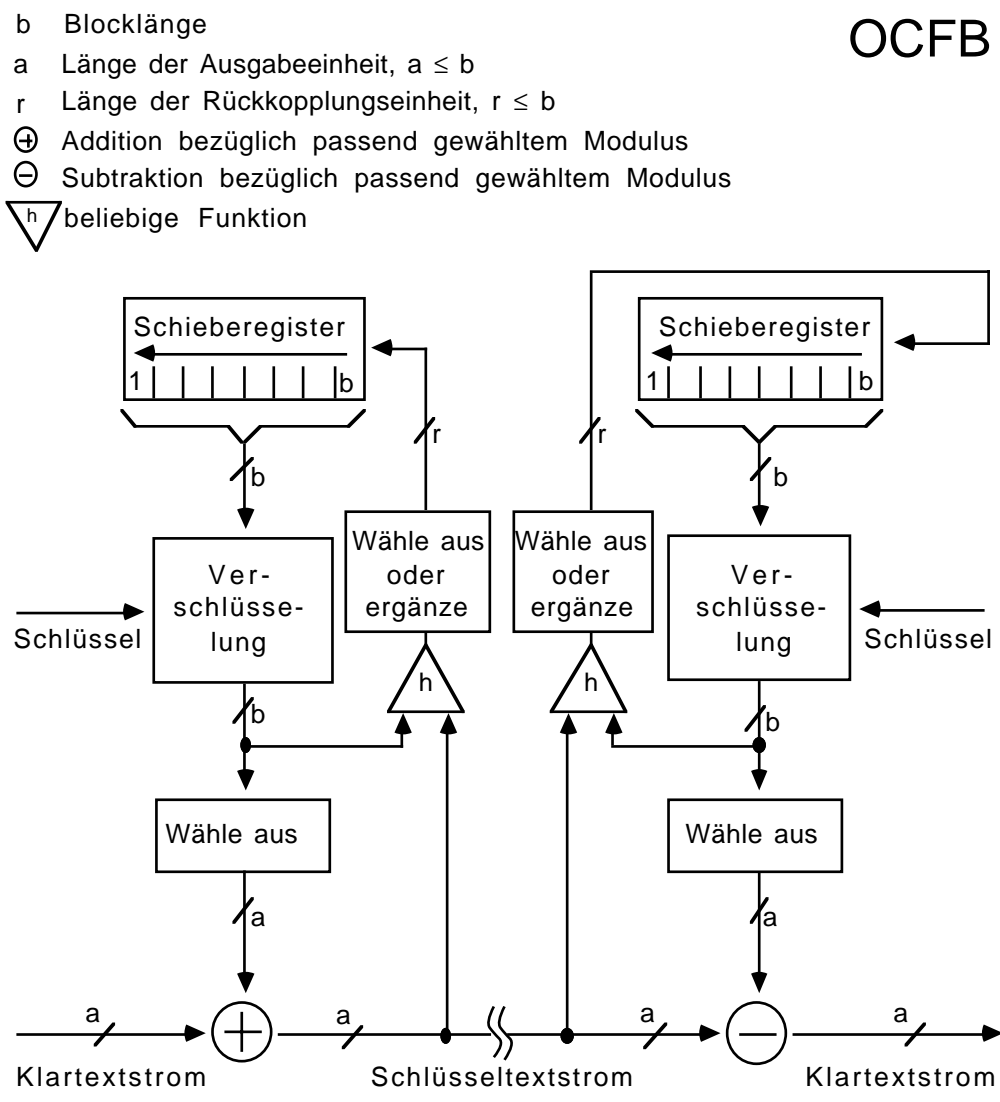 OCFB
b Blocklänge
a Länge der Ausgabeeinheit, a ≤ b
r Länge der Rückkopplungseinheit, r ≤ b
⊕ Addition bezüglich passend gewähltem Modulus
⊖ Subtraktion bezüglich passend gewähltem Modulus
h beliebige Funktion
Schieberegister
1 b
Schieberegister
1 b
r
r
b
b
Wähle aus
oder
ergänze
Wähle aus
oder
ergänze
Ver-
schlüsse-
lung
Ver-
schlüsse-
lung
Schlüssel
Schlüssel
h
h
b
b
Wähle aus
Wähle aus
a
a
a
+
a
a
−
a
Klartextstrom
Schlüsseltextstrom
Klartextstrom